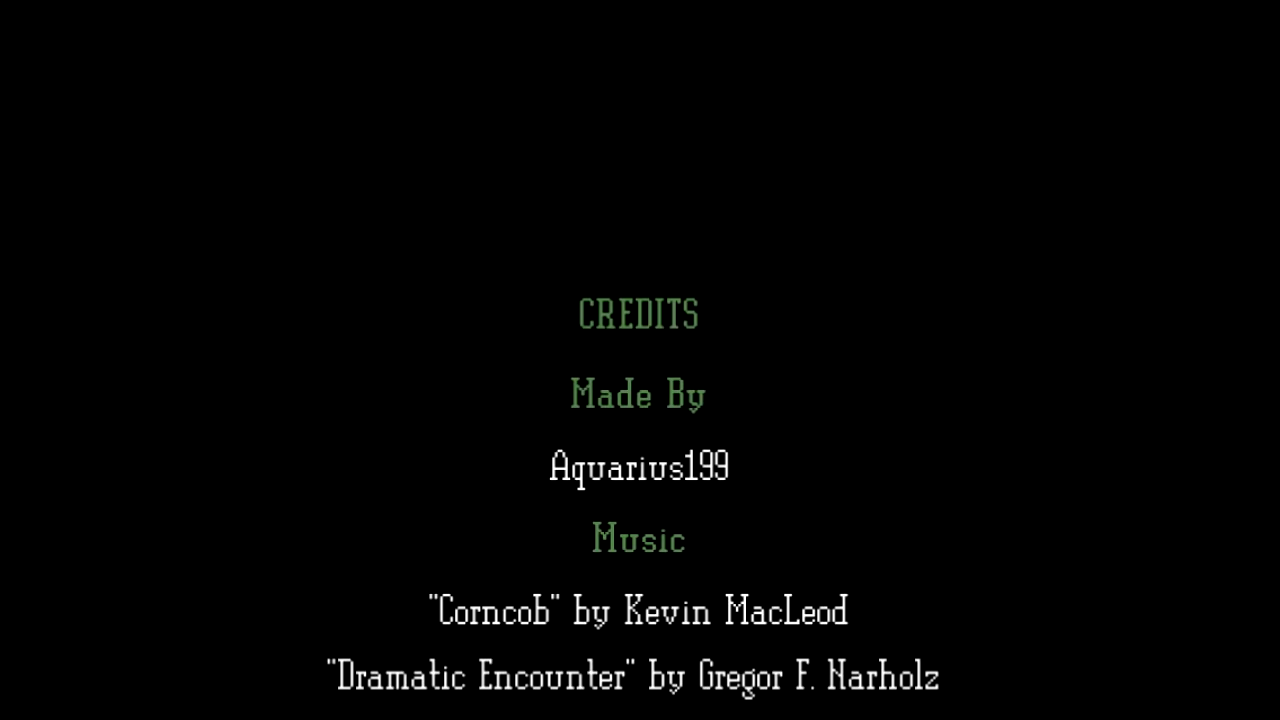 CREDITS
Made By
Aquarius199
Music
"Corncob" by Kevin MacLeod
"Dramatic Encounter" by Gregor F. Narholz